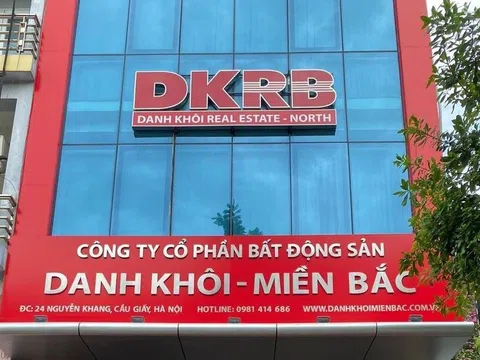 DKRB
DANH KHÔI REAL ESTATE - NORTH
CÔNG TY CỔ PHẦN BẤT ĐỘNG SẢN
DANH KHÔI - MIỀN BẮC
ĐC: 24 NGUYỄN KHANG, CẦU GIẤY, HÀ NỘI HOTLINE: 0981 414 686 WWW.DANHKHOIMIENBAC.COM.VN